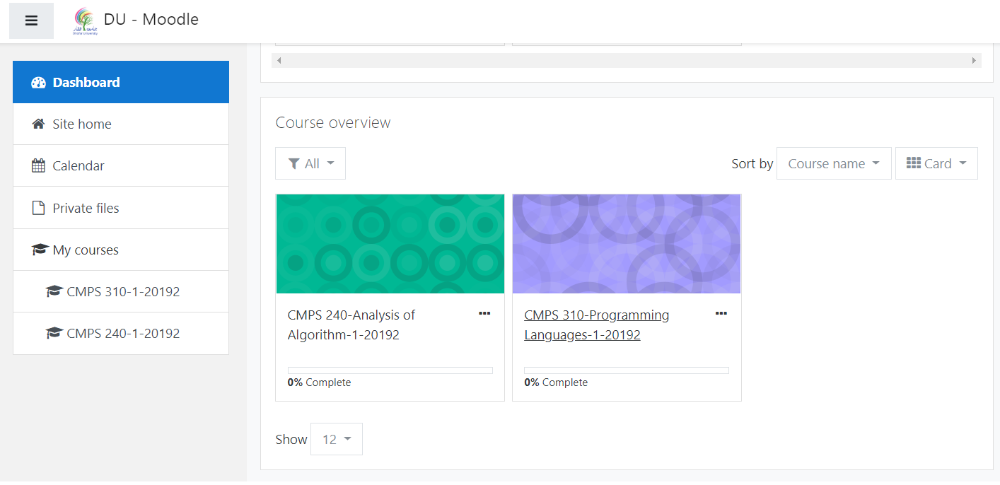 DU - Moodle
Dhofar University
Dashboard
Site home
Calendar
Private files
My courses
CMPS 310-1-20192
CMPS 240-1-20192
Course overview
All
Sort by Course name Card
CMPS 240-Analysis of
Algorithm-1-20192
0% Complete
CMPS 310-Programming
Languages-1-20192
0% Complete
Show 12